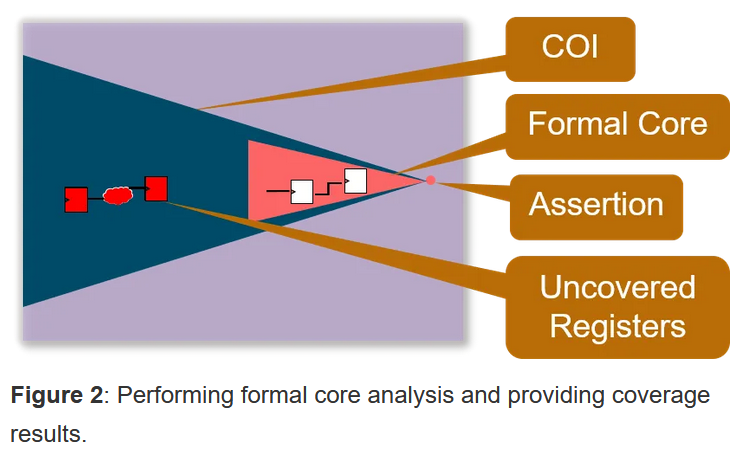 COI
Formal Core
Assertion
Uncovered
Registers
Figure 2: Performing formal core analysis and providing coverage
results.